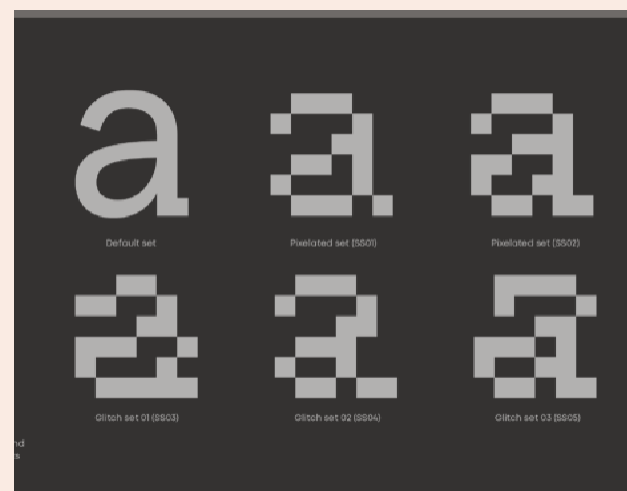 a a a
Default set Pixelated set (SS01) Pixelated set (SS02)
a a a
Glitch set 01 (SS03) Glitch set 02 (SS04) Glitch set 03 (SS05)